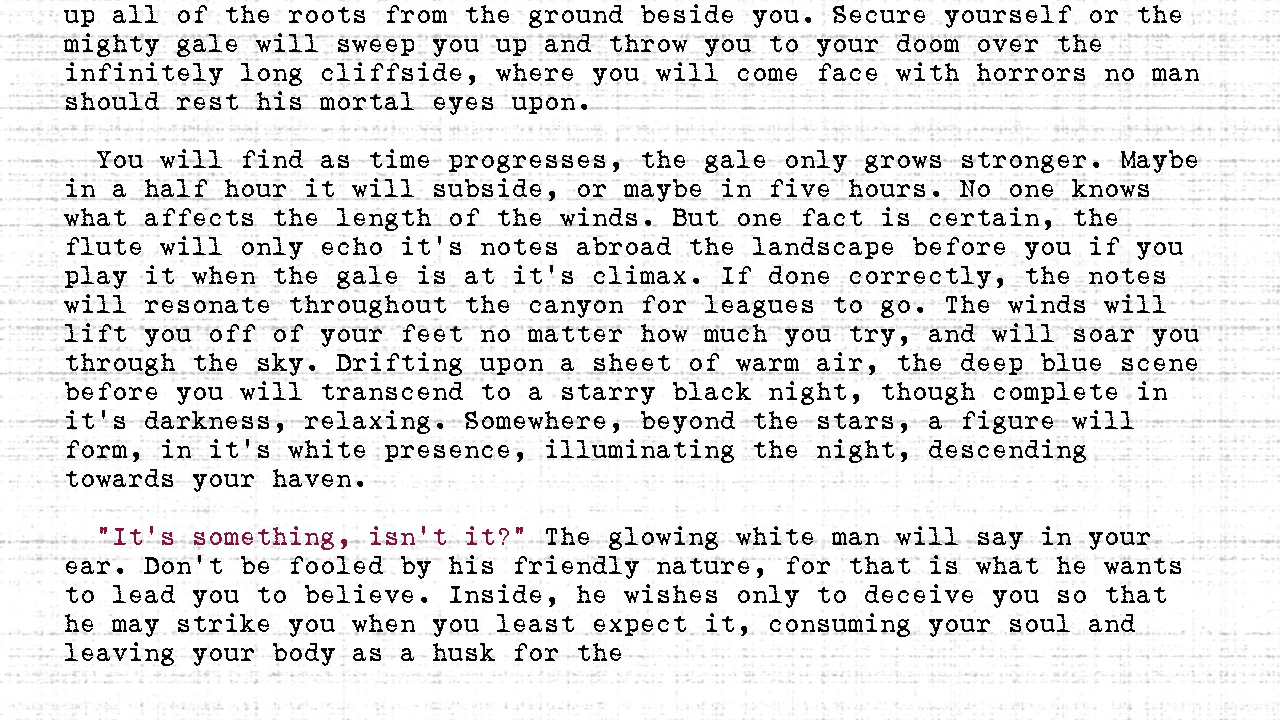 up all of the roots from the ground beside you. Secure yourself or the
mighty gale will sweep you up and throw you to your doom over the
infinitely long cliffside, where you will come face with horrors no man
should rest his mortal eyes upon.
You will find as time progresses, the gale only grows stronger. Maybe
in a half hour it will subside, or maybe in five hours. No one knows
what affects the length of the winds. But one fact is certain, the
flute will only echo it's notes abroad the landscape before you if you
play it when the gale is at it's climax. If done correctly, the notes
will resonate throughout the canyon for leagues to go. The winds will
lift you off of your feet no matter how much you try, and will soar you
through the sky. Drifting upon a sheet of warm air, the deep blue scene
before you will transcend to a starry black night, though complete in
it's darkness, relaxing. Somewhere, beyond the stars, a figure will
form, in it's white presence, illuminating the night, descending
towards your haven.
"It's something, isn't it?" The glowing white man will say in your
ear. Don't be fooled by his friendly nature, for that is what he wants
to lead you to believe. Inside, he wishes only to deceive you so that
he may strike you when you least expect it, consuming your soul and
leaving your body as a husk for the